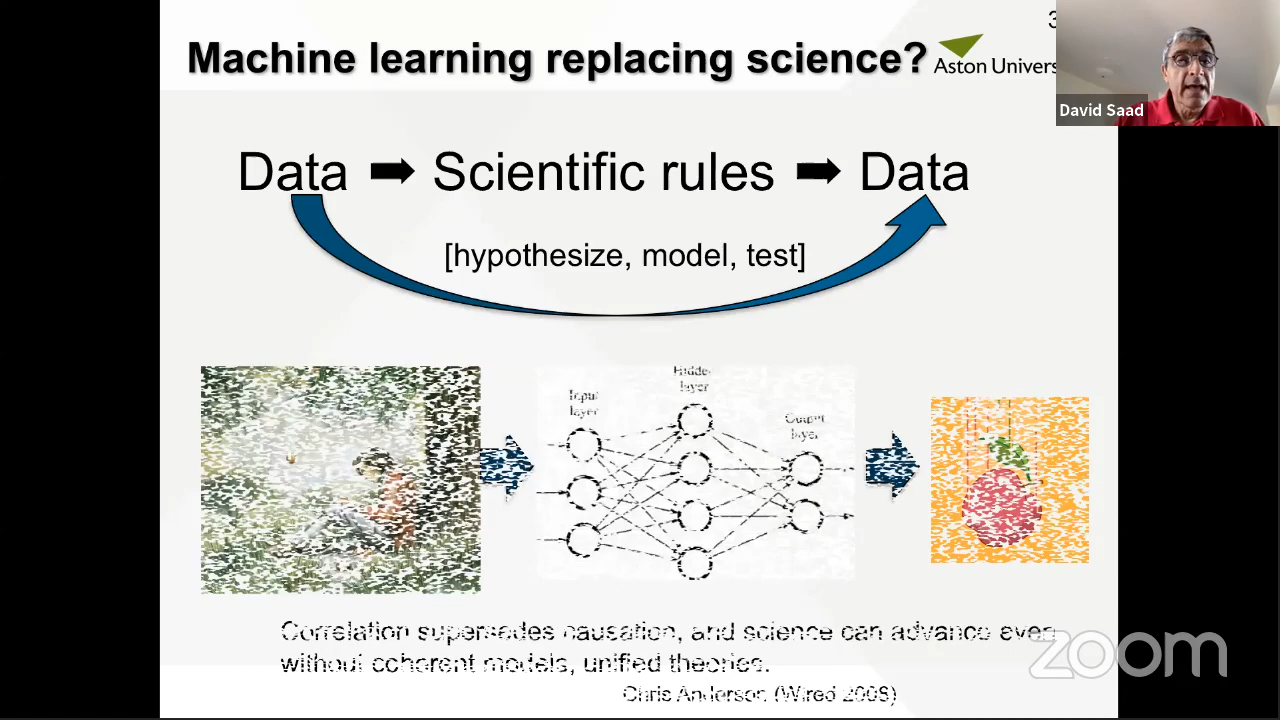 3
Machine learning replacing science?
Aston Univers
David Saad
Data ➡ Scientific rules ➡ Data
[hypothesize, model, test]
Hidden
layer
Input
layer
Output
layer
Correlation supersedes causation, and science can advance even
without coherent models, unified theories.
Chris Anderson (Wired 2008)
zoom